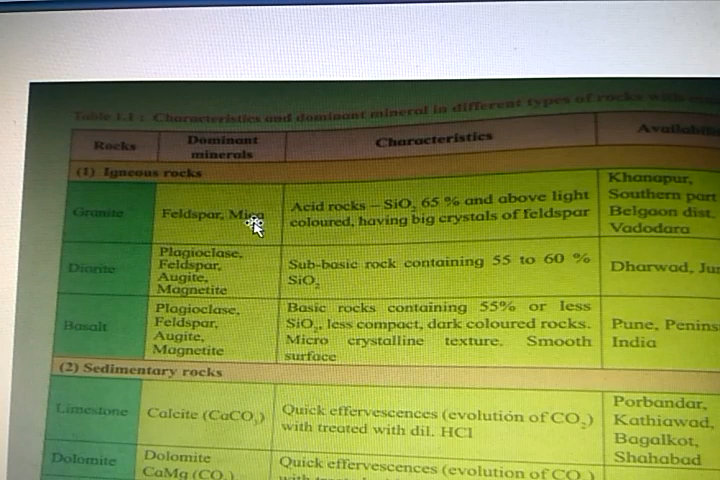 Table 1.1 : Characteristics and dominant mineral in different types of rocks with
Rocks
Dominant
minerals
Characteristics
(1) Igneous rocks
Granite
Feldspar, Mica
Acid rocks – SiO₂ 65 % and above light
coloured, having big crystals of feldspar
Khanapur,
Southern part
Belgaon dist.
Vadodara
Diorite
Plagioclase,
Feldspar,
Augite,
Magnetite
Sub-basic rock containing 55 to 60 %
SiO₂
Dharwad,
Basalt
Plagioclase,
Feldspar,
Augite,
Magnetite
Basic rocks containing 55% or less
SiO₂, less compact, dark coloured rocks.
Micro crystalline texture. Smooth
surface
Pune,
India
(2) Sedimentary rocks
Limestone
Calcite (CaCO₃)
Quick effervescences (evolution of CO₂)
with treated with dil. HCl
Porbandar,
Kathiawad,
Bagalkot,
Shahabad
Dolomite
Dolomite
CaMg (CO₃)
Quick effervescences (evolution of CO₂)